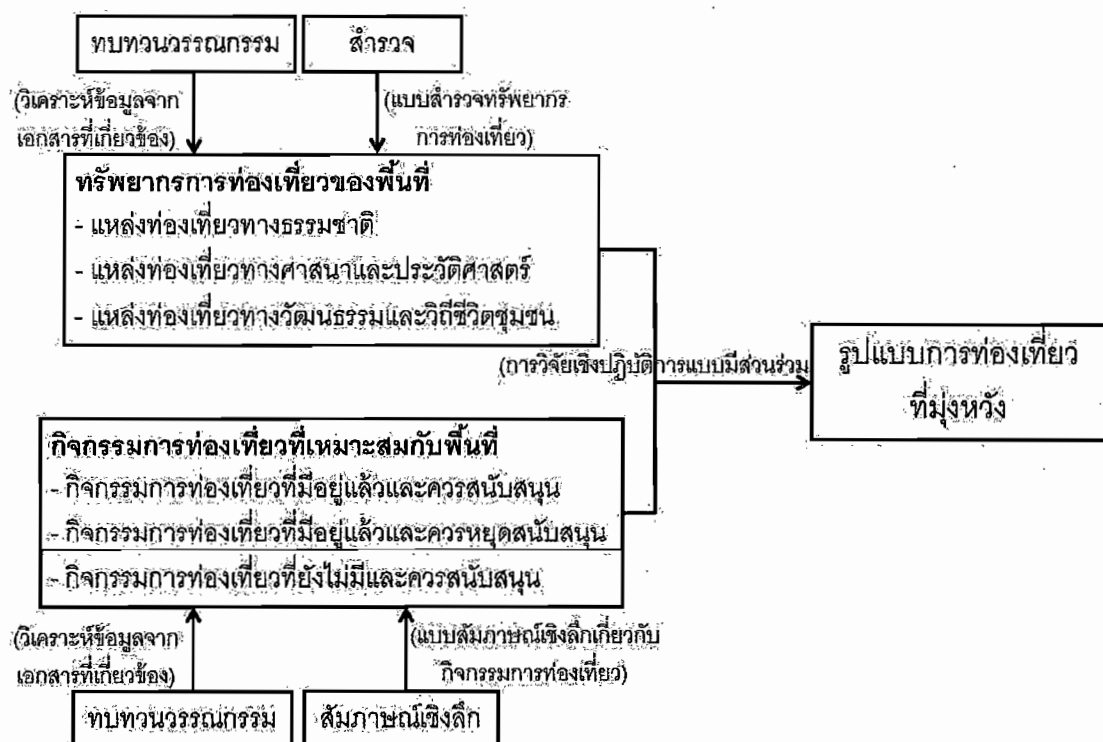 ทบทวนวรรณกรรม
สำรวจ
(วิเคราะห์ข้อมูลจาก
เอกสารที่เกี่ยวข้อง)
(แบบสำรวจทรัพยากร
การท่องเที่ยว)
ทรัพยากรการท่องเที่ยวของพื้นที่
- แหล่งท่องเที่ยวทางธรรมชาติ
- แหล่งท่องเที่ยวทางศาสนาและประวัติศาสตร์
- แหล่งท่องเที่ยวทางวัฒนธรรมและวิถีชีวิตชุมชน
(การวิจัยเชิงปฏิบัติการแบบมีส่วนร่วม
รูปแบบการท่องเที่ยว
ที่มุ่งหวัง
กิจกรรมการท่องเที่ยวที่เหมาะสมกับพื้นที่
- กิจกรรมการท่องเที่ยวที่มีอยู่แล้วและควรสนับสนุน
- กิจกรรมการท่องเที่ยวที่มีอยู่แล้วและควรหยุดสนับสนุน
- กิจกรรมการท่องเที่ยวที่ยังไม่มีและควรสนับสนุน
(วิเคราะห์ข้อมูลจาก
เอกสารที่เกี่ยวข้อง)
(แบบสัมภาษณ์เชิงลึกเกี่ยวกับ
กิจกรรมการท่องเที่ยว)
ทบทวนวรรณกรรม
สัมภาษณ์เชิงลึก